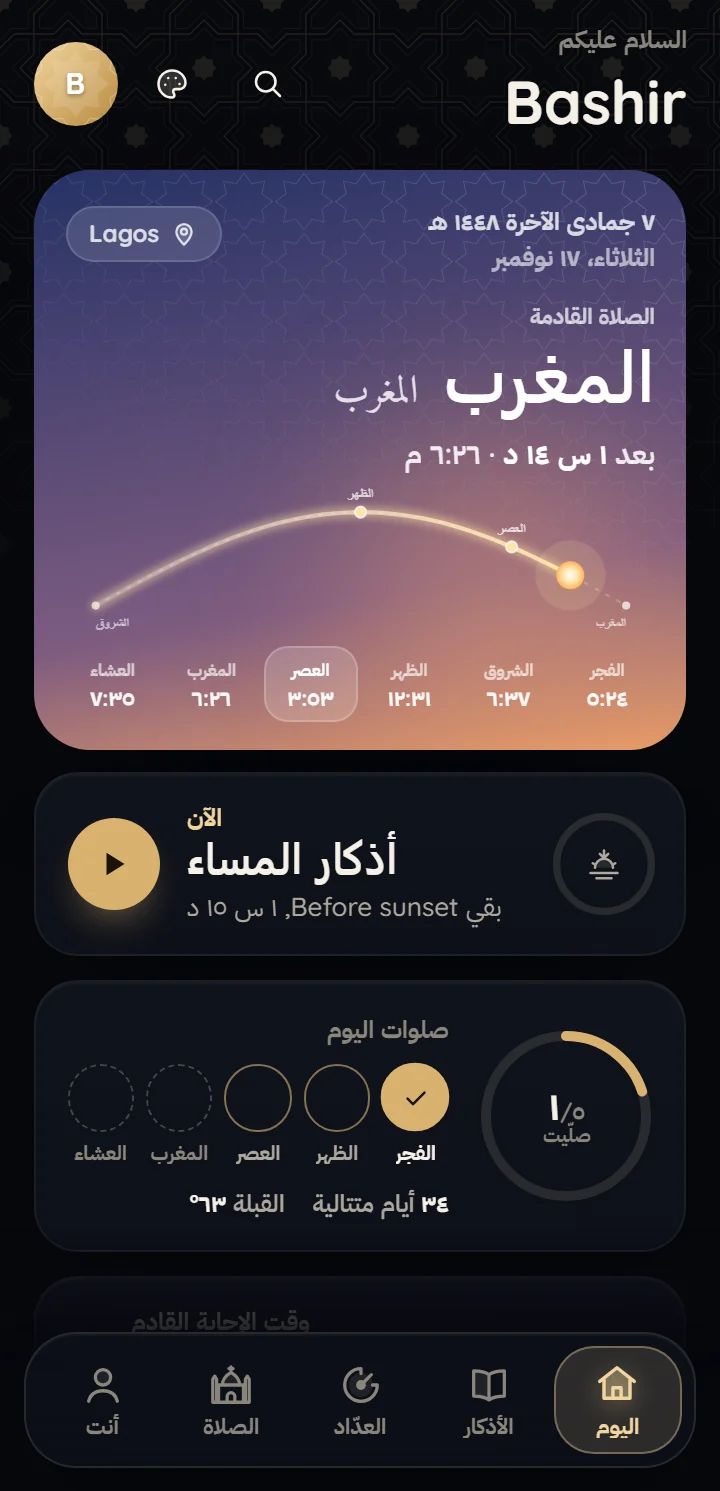 السلام عليكم
Bashir
B
٧ جمادى الآخرة ١٤٤٨ هـ
الثلاثاء، ١٧ نوفمبر
Lagos
الصلاة القادمة
المغرب المغرب
بعد ١ س ١٤ د · ٦:٢٦ م
الظهر
العصر
الشروق
المغرب
الفجر الشروق الظهر العصر المغرب العشاء
٥:٢٤ ٦:٣٧ ١٢:٣١ ٣:٥٣ ٦:٢٦ ٧:٣٥
الآن
أذكار المساء
بقي Before sunset, ١ س ١٥ د
صلوات اليوم
١/٥
صلّيت
الفجر الظهر العصر المغرب العشاء
٣٤ أيام متتالية القبلة ٦٣°
وقت الإجابة القادم
اليوم الأذكار العدّاد الصلاة أنت